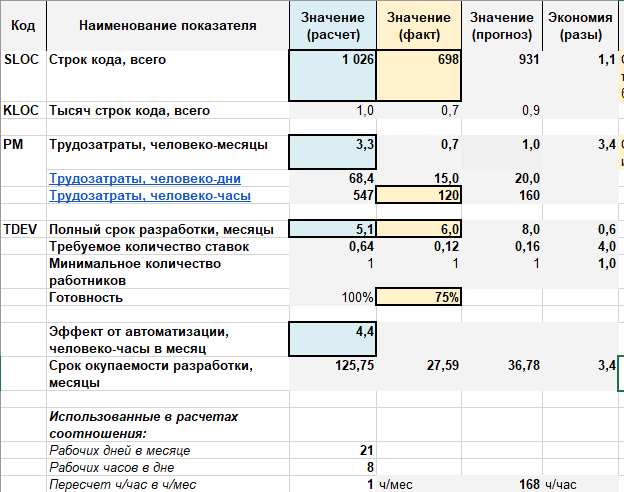 Код Наименование показателя Значение (расчет) Значение (факт) Значение (прогноз) Экономия (разы)
SLOC Строк кода, всего 1 026 698 931 1,1
KLOC Тысяч строк кода, всего 1,0 0,7 0,9
PM Трудозатраты, человеко-месяцы 3,3 0,7 1,0 3,4
Трудозатраты, человеко-дни 68,4 15,0 20,0
Трудозатраты, человеко-часы 547 120 160
TDEV Полный срок разработки, месяцы 5,1 6,0 8,0 0,6
Требуемое количество ставок 0,64 0,12 0,16 4,0
Минимальное количество 1 1 1 1,0
работников
Готовность 100% 75%
Эффект от автоматизации, 4,4
человеко-часы в месяц
Срок окупаемости разработки, 125,75 27,59 36,78 3,4
месяцы
Использованные в расчетах
соотношения:
Рабочих дней в месяце 21
Рабочих часов в дне 8
Пересчет ч/час в ч/мес 1 ч/мес 168 ч/час